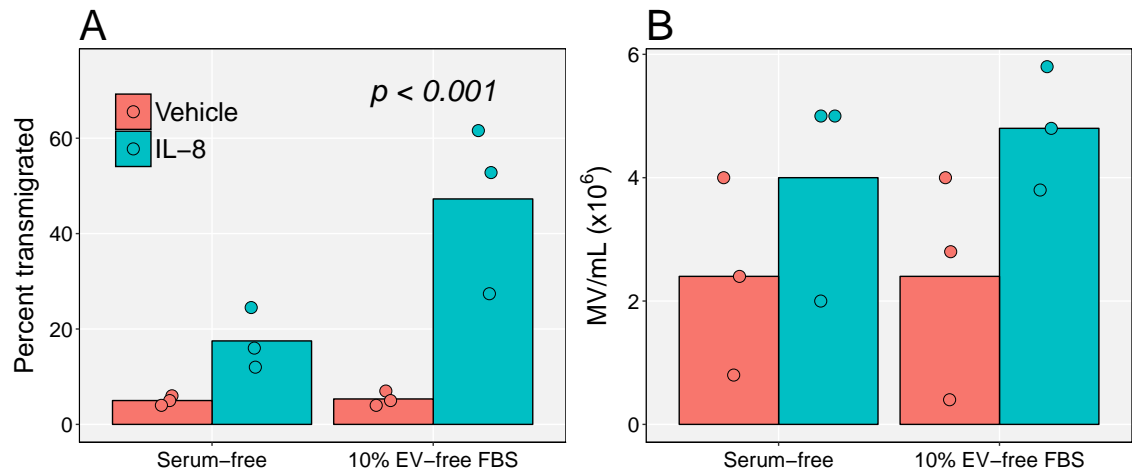 A
Percent transmigrated
60
40
20
0
Vehicle
IL−8
p < 0.001
Serum−free
10% EV−free FBS
B
MV/mL (x10⁶)
6
4
2
0
Serum−free
10% EV−free FBS